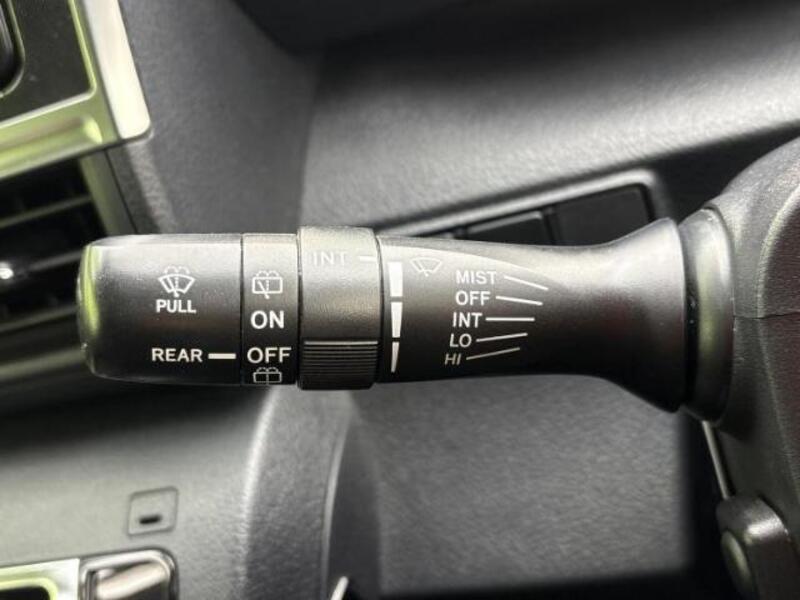 PULL
REAR
ON
OFF
INT
MIST
OFF
INT
LO
HI